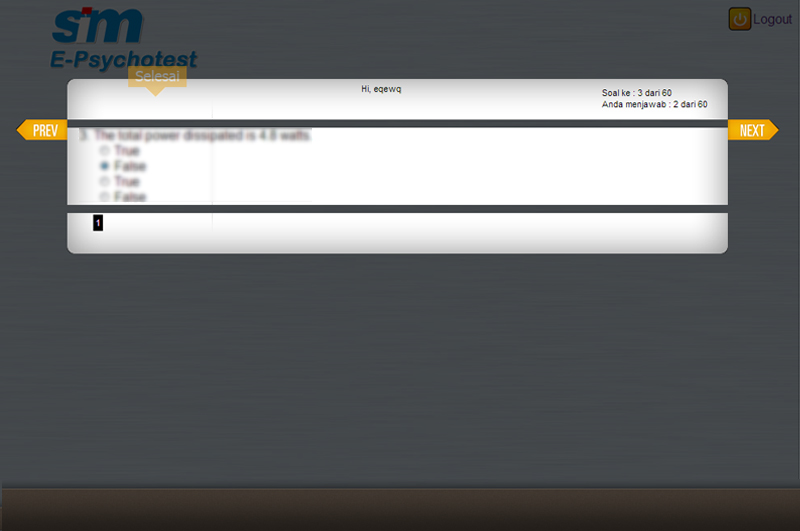 sim
E-Psychotest
Logout
Selesai
Hi, eqewq
Soal ke : 3 dari 60
Anda menjawab : 2 dari 60
PREV
NEXT
3. The total power dissipated is 4.8 watts.
True
False
True
False
1